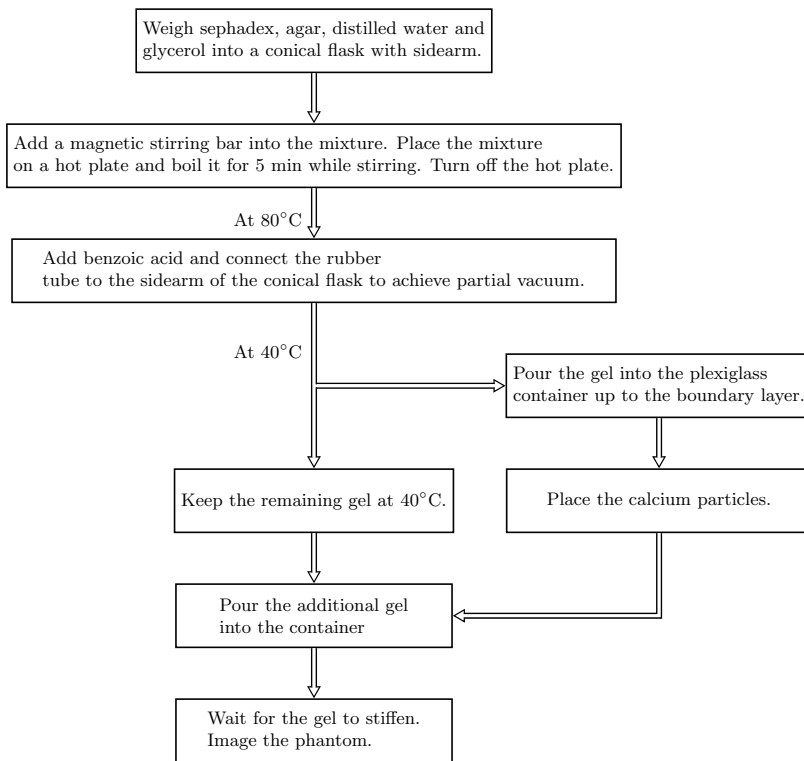 Weigh sephadex, agar, distilled water and
glycerol into a conical flask with sidearm.
Add a magnetic stirring bar into the mixture. Place the mixture
on a hot plate and boil it for 5 min while stirring. Turn off the hot plate.
At 80°C
Add benzoic acid and connect the rubber
tube to the sidearm of the conical flask to achieve partial vacuum.
At 40°C
Pour the gel into the plexiglass
container up to the boundary layer.
Keep the remaining gel at 40°C.
Place the calcium particles.
Pour the additional gel
into the container
Wait for the gel to stiffen.
Image the phantom.